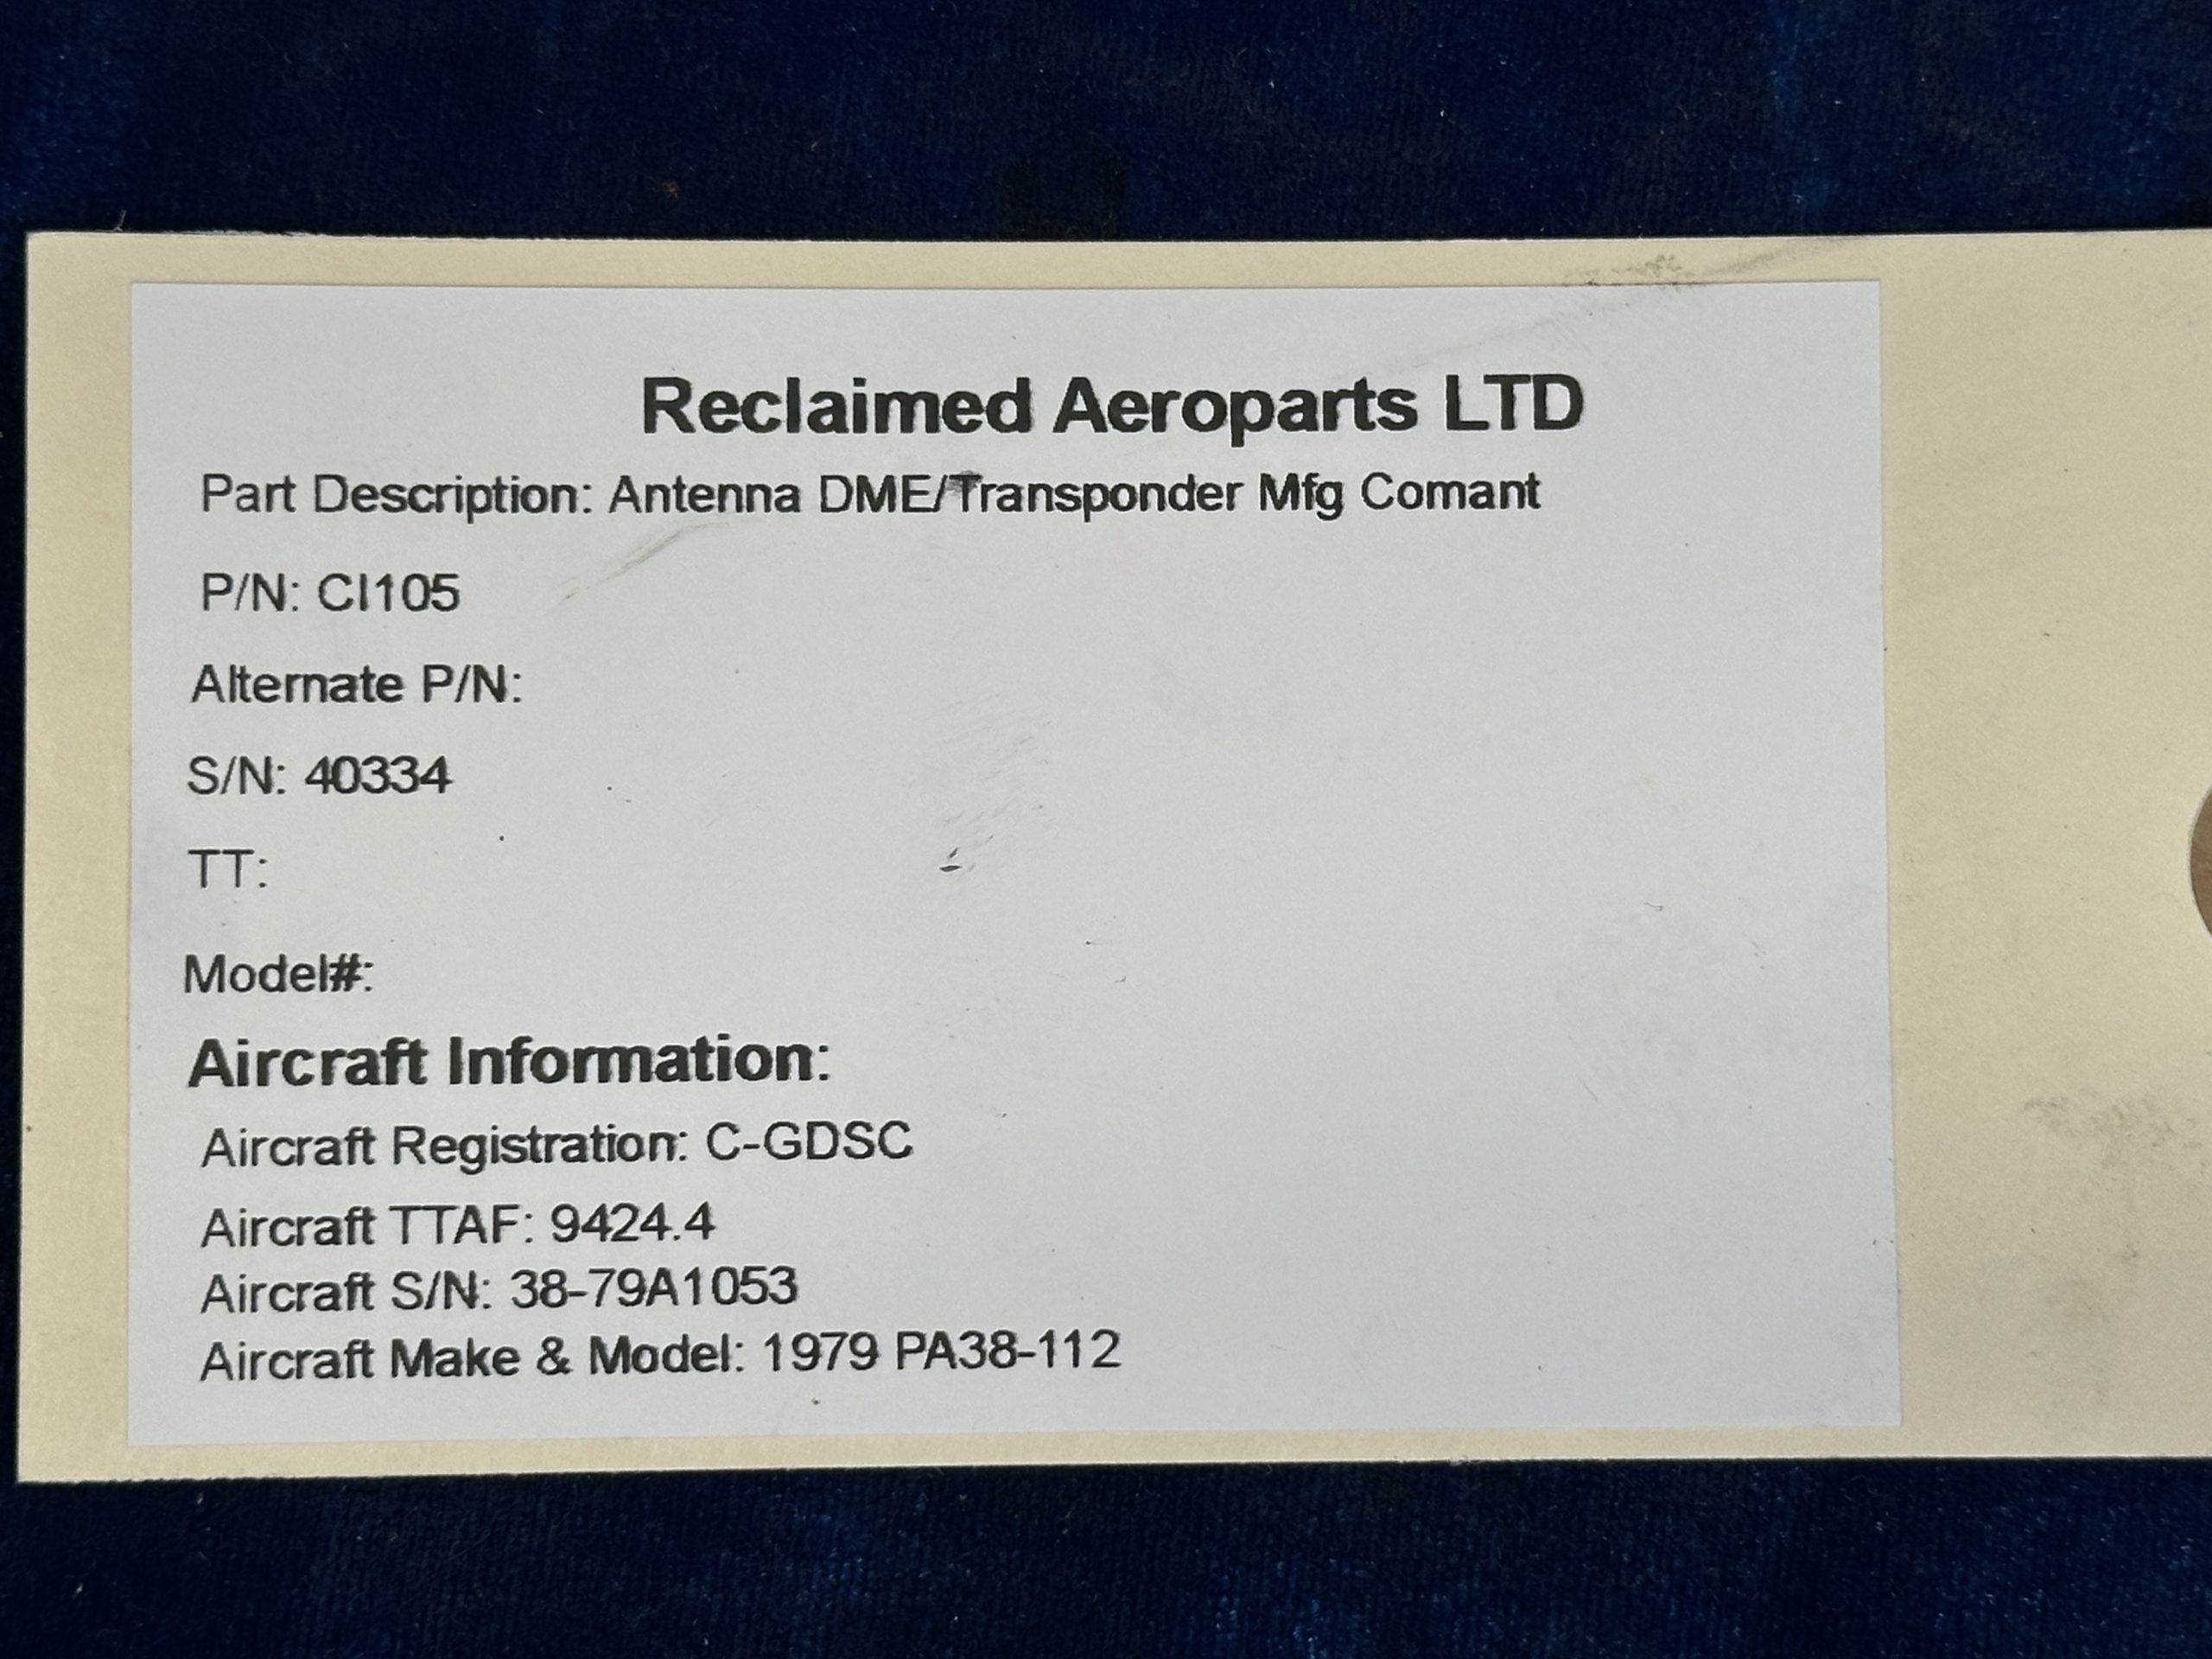 Reclaimed Aeroparts LTD
Part Description: Antenna DME/Transponder Mfg Comant
P/N: CI105
Alternate P/N:
S/N: 40334
TT:
Model#:
Aircraft Information:
Aircraft Registration: C-GDSC
Aircraft TTAF: 9424.4
Aircraft S/N: 38-79A1053
Aircraft Make & Model: 1979 PA38-112